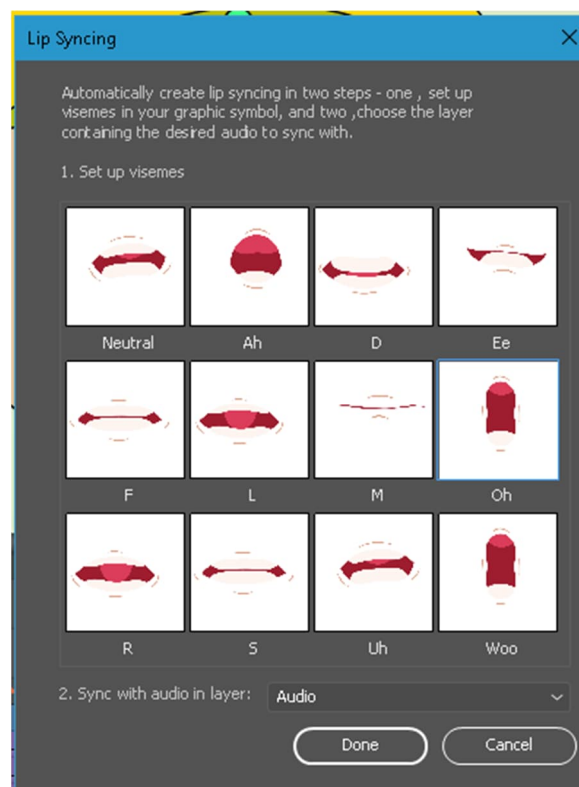 Lip Syncing
Automatically create lip syncing in two steps - one , set up
visemes in your graphic symbol, and two ,choose the layer
containing the desired audio to sync with.
1. Set up visemes
Neutral Ah D Ee
F L M Oh
R S Uh Woo
2. Sync with audio in layer: Audio
Done Cancel